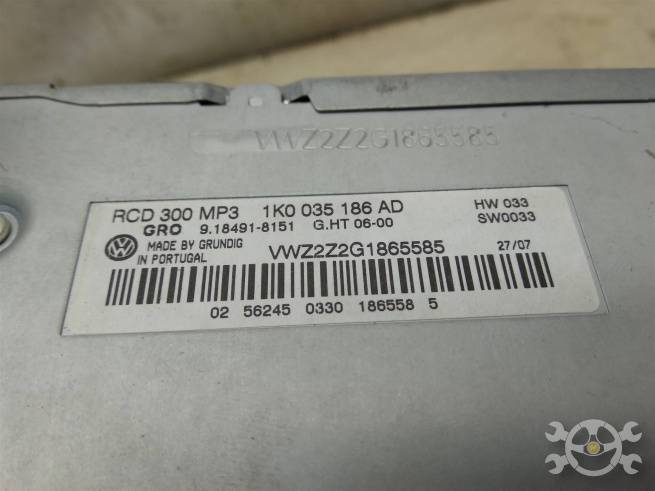 VWZ2Z2G1865585
RCD 300 MP3 1K0 035 186 AD HW 033
GRO 9.18491-8151 G.HT 06-00 SW0033
MADE BY GRUNDIG VWZ2Z2G1865585 27/07
IN PORTUGAL
02 56245 0330 186558 5